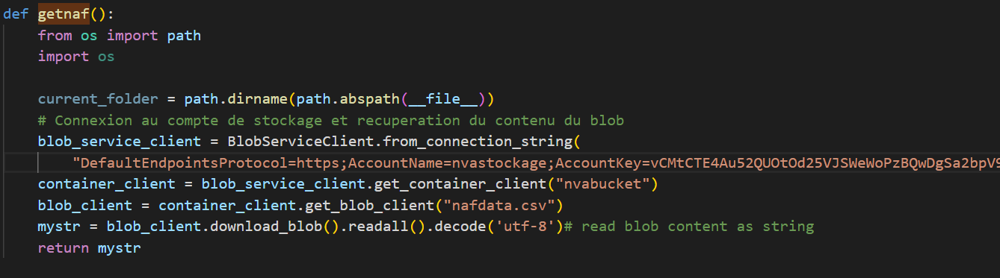 def getnaf():
from os import path
import os
current_folder = path.dirname(path.abspath(__file__))
# Connexion au compte de stockage et recuperation du contenu du blob
blob_service_client = BlobServiceClient.from_connection_string(
"DefaultEndpointsProtocol=https;AccountName=nvastockage;AccountKey=vCMtCTE4Au52QUOtOd25VJSWeWoPzBQwDgSa2bpV9
container_client = blob_service_client.get_container_client("nvabucket")
blob_client = container_client.get_blob_client("nafdata.csv")
mystr = blob_client.download_blob().readall().decode('utf-8')# read blob content as string
return mystr